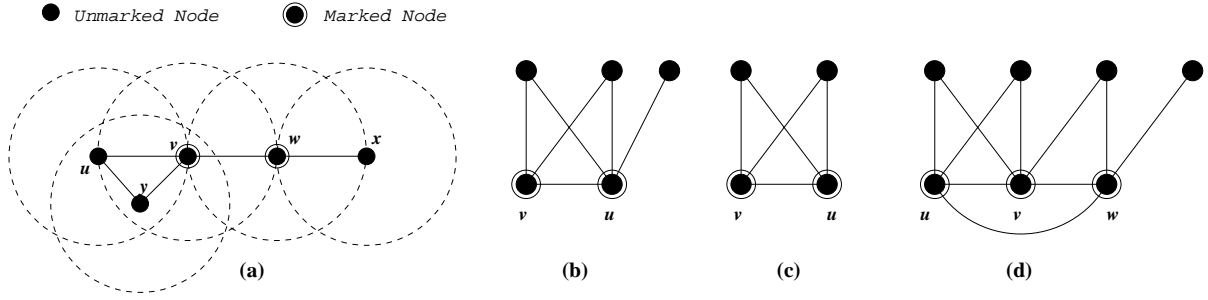 Unmarked Node
Marked Node
u
v
w
x
y
(a)
v
u
(b)
v
u
(c)
u
v
w
(d)